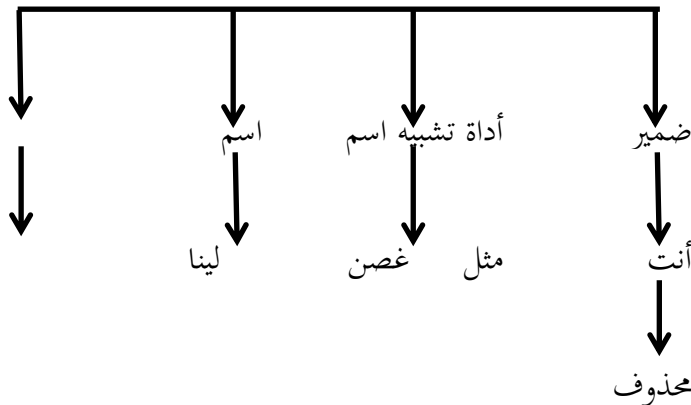 ضمير أداة تشبيه اسم اسم
أنت مثل غصن لينا
محذوف